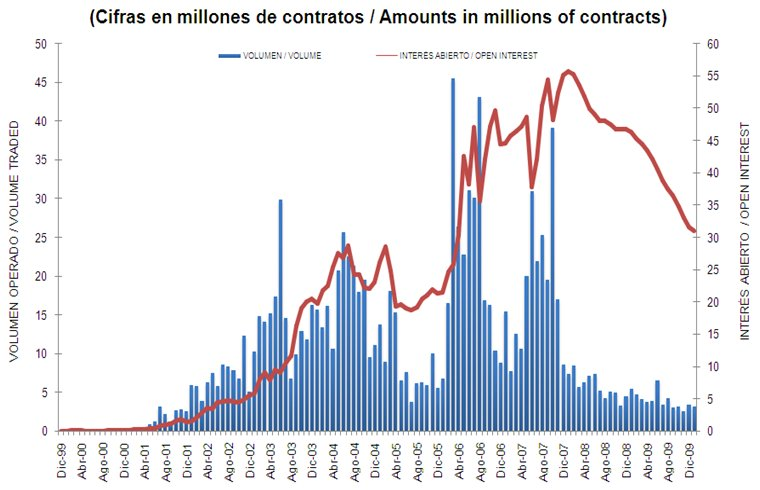 (Cifras en millones de contratos / Amounts in millions of contracts)
VOLUMEN / VOLUME
INTERÉS ABIERTO / OPEN INTEREST
VOLUMEN OPERADO / VOLUME TRADED
50
45
40
35
30
25
20
15
10
5
0
60
55
50
45
40
35
30
25
20
15
10
5
0
INTERÉS ABIERTO / OPEN INTEREST
Dic-99
Abr-00
Ago-00
Dic-00
Abr-01
Ago-01
Dic-01
Abr-02
Ago-02
Dic-02
Abr-03
Ago-03
Dic-03
Abr-04
Ago-04
Dic-04
Abr-05
Ago-05
Dic-05
Abr-06
Ago-06
Dic-06
Abr-07
Ago-07
Dic-07
Abr-08
Ago-08
Dic-08
Abr-09
Ago-09
Dic-09